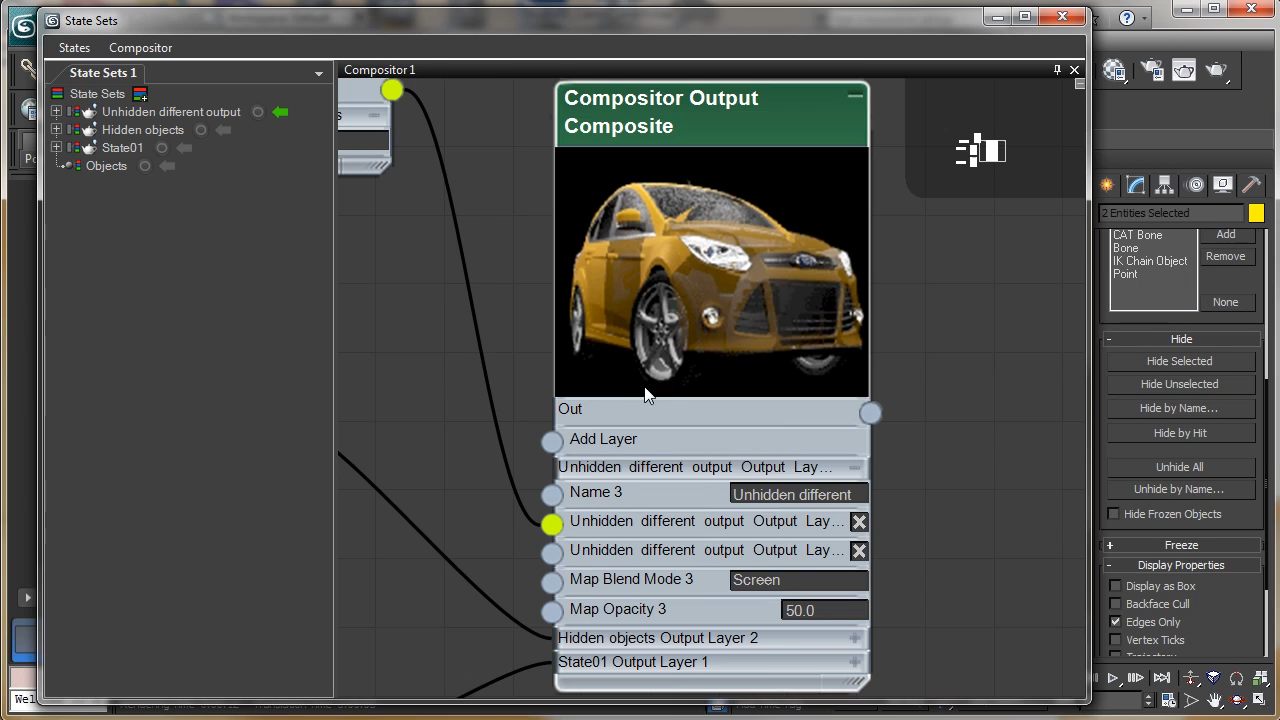 State Sets
States Compositor
State Sets 1
State Sets
Unhidden different output
Hidden objects
State01
Objects
Compositor1
s
Compositor Output
Composite
Out
Add Layer
Unhidden different output Output Lay...
Name 3 Unhidden different
Unhidden different output Output Lay...
Unhidden different output Output Lay...
Map Blend Mode 3 Screen
Map Opacity 3 50.0
Hidden objects Output Layer 2
State01 Output Layer 1
2 Entities Selected
CAT Bone
Bone
IK Chain Object
Point
Add
Remove
None
- Hide
Hide Selected
Hide Unselected
Hide by Name...
Hide by Hit
Unhide All
Unhide by Name...
Hide Frozen Objects
+ Freeze
- Display Properties
Display as Box
Backface Cull
Edges Only
Vertex Ticks
Po
Wel